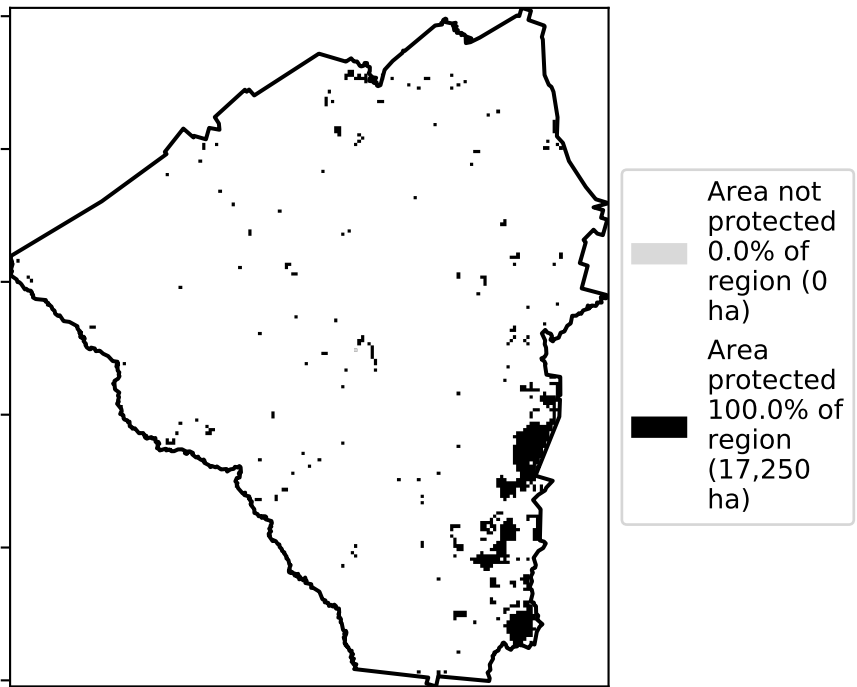 Area not
protected
0.0% of
region (0
ha)
Area
protected
100.0% of
region
(17,250
ha)